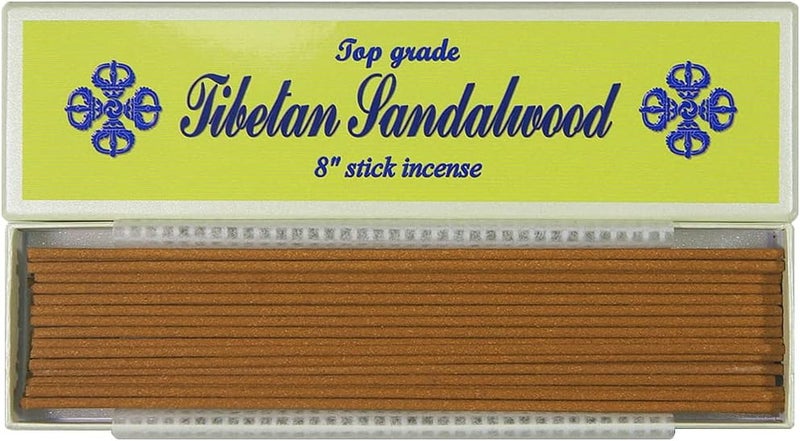 Top grade
Tibetan Sandalwood
8" stick incense